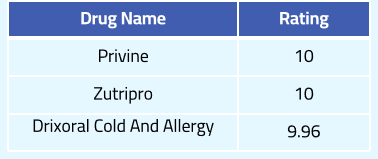 Drug Name Rating
Privine 10
Zutripro 10
Drixoral Cold And Allergy 9.96